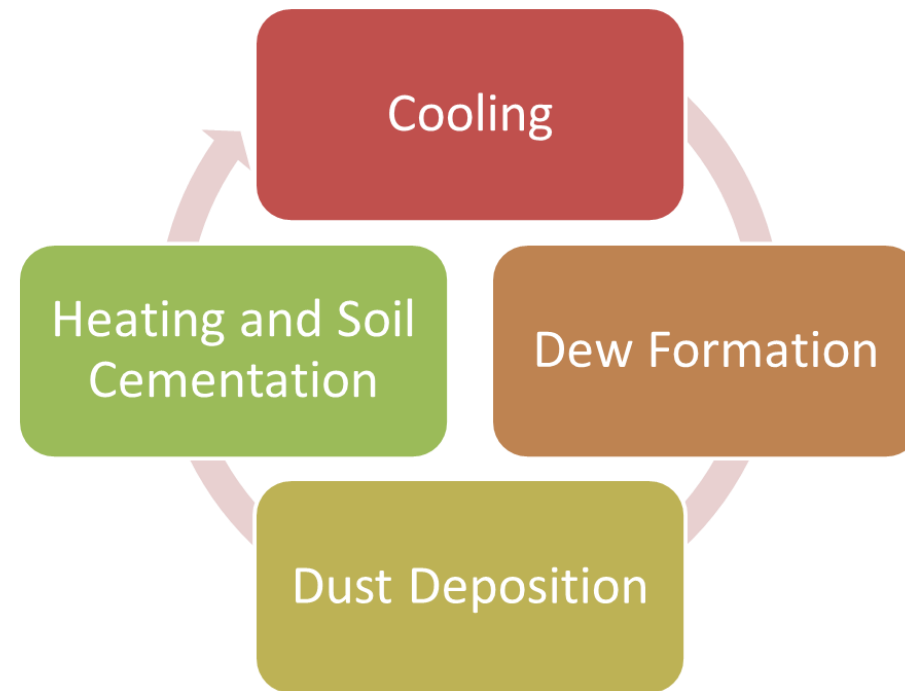 Cooling
Dew Formation
Dust Deposition
Heating and Soil
Cementation